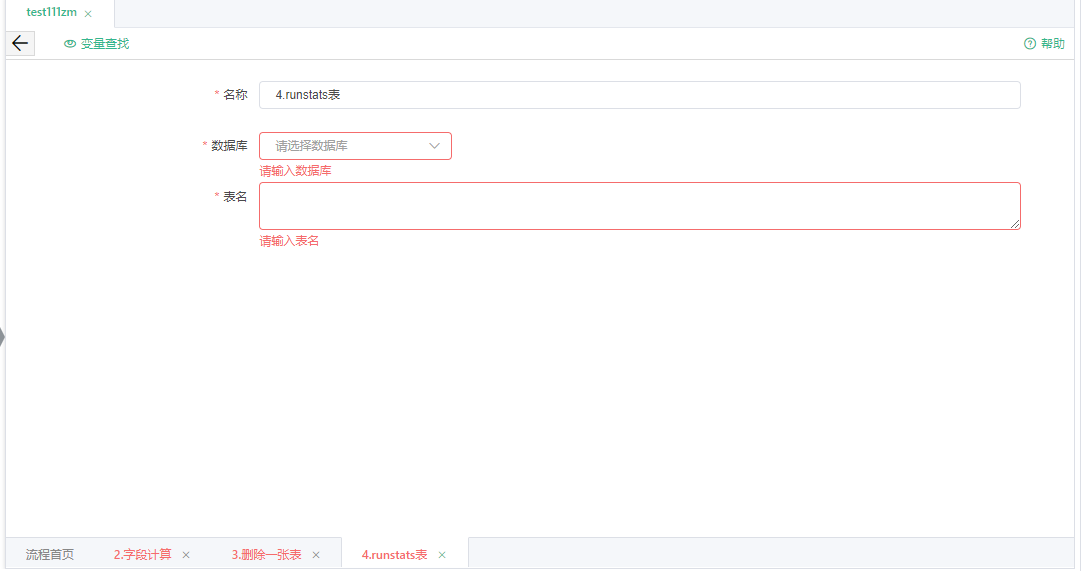 test111zm
变量查找 帮助
* 名称 4.runstats表
* 数据库 请选择数据库
请输入数据库
* 表名
请输入表名
流程首页 2.字段计算 3.删除一张表 4.runstats表